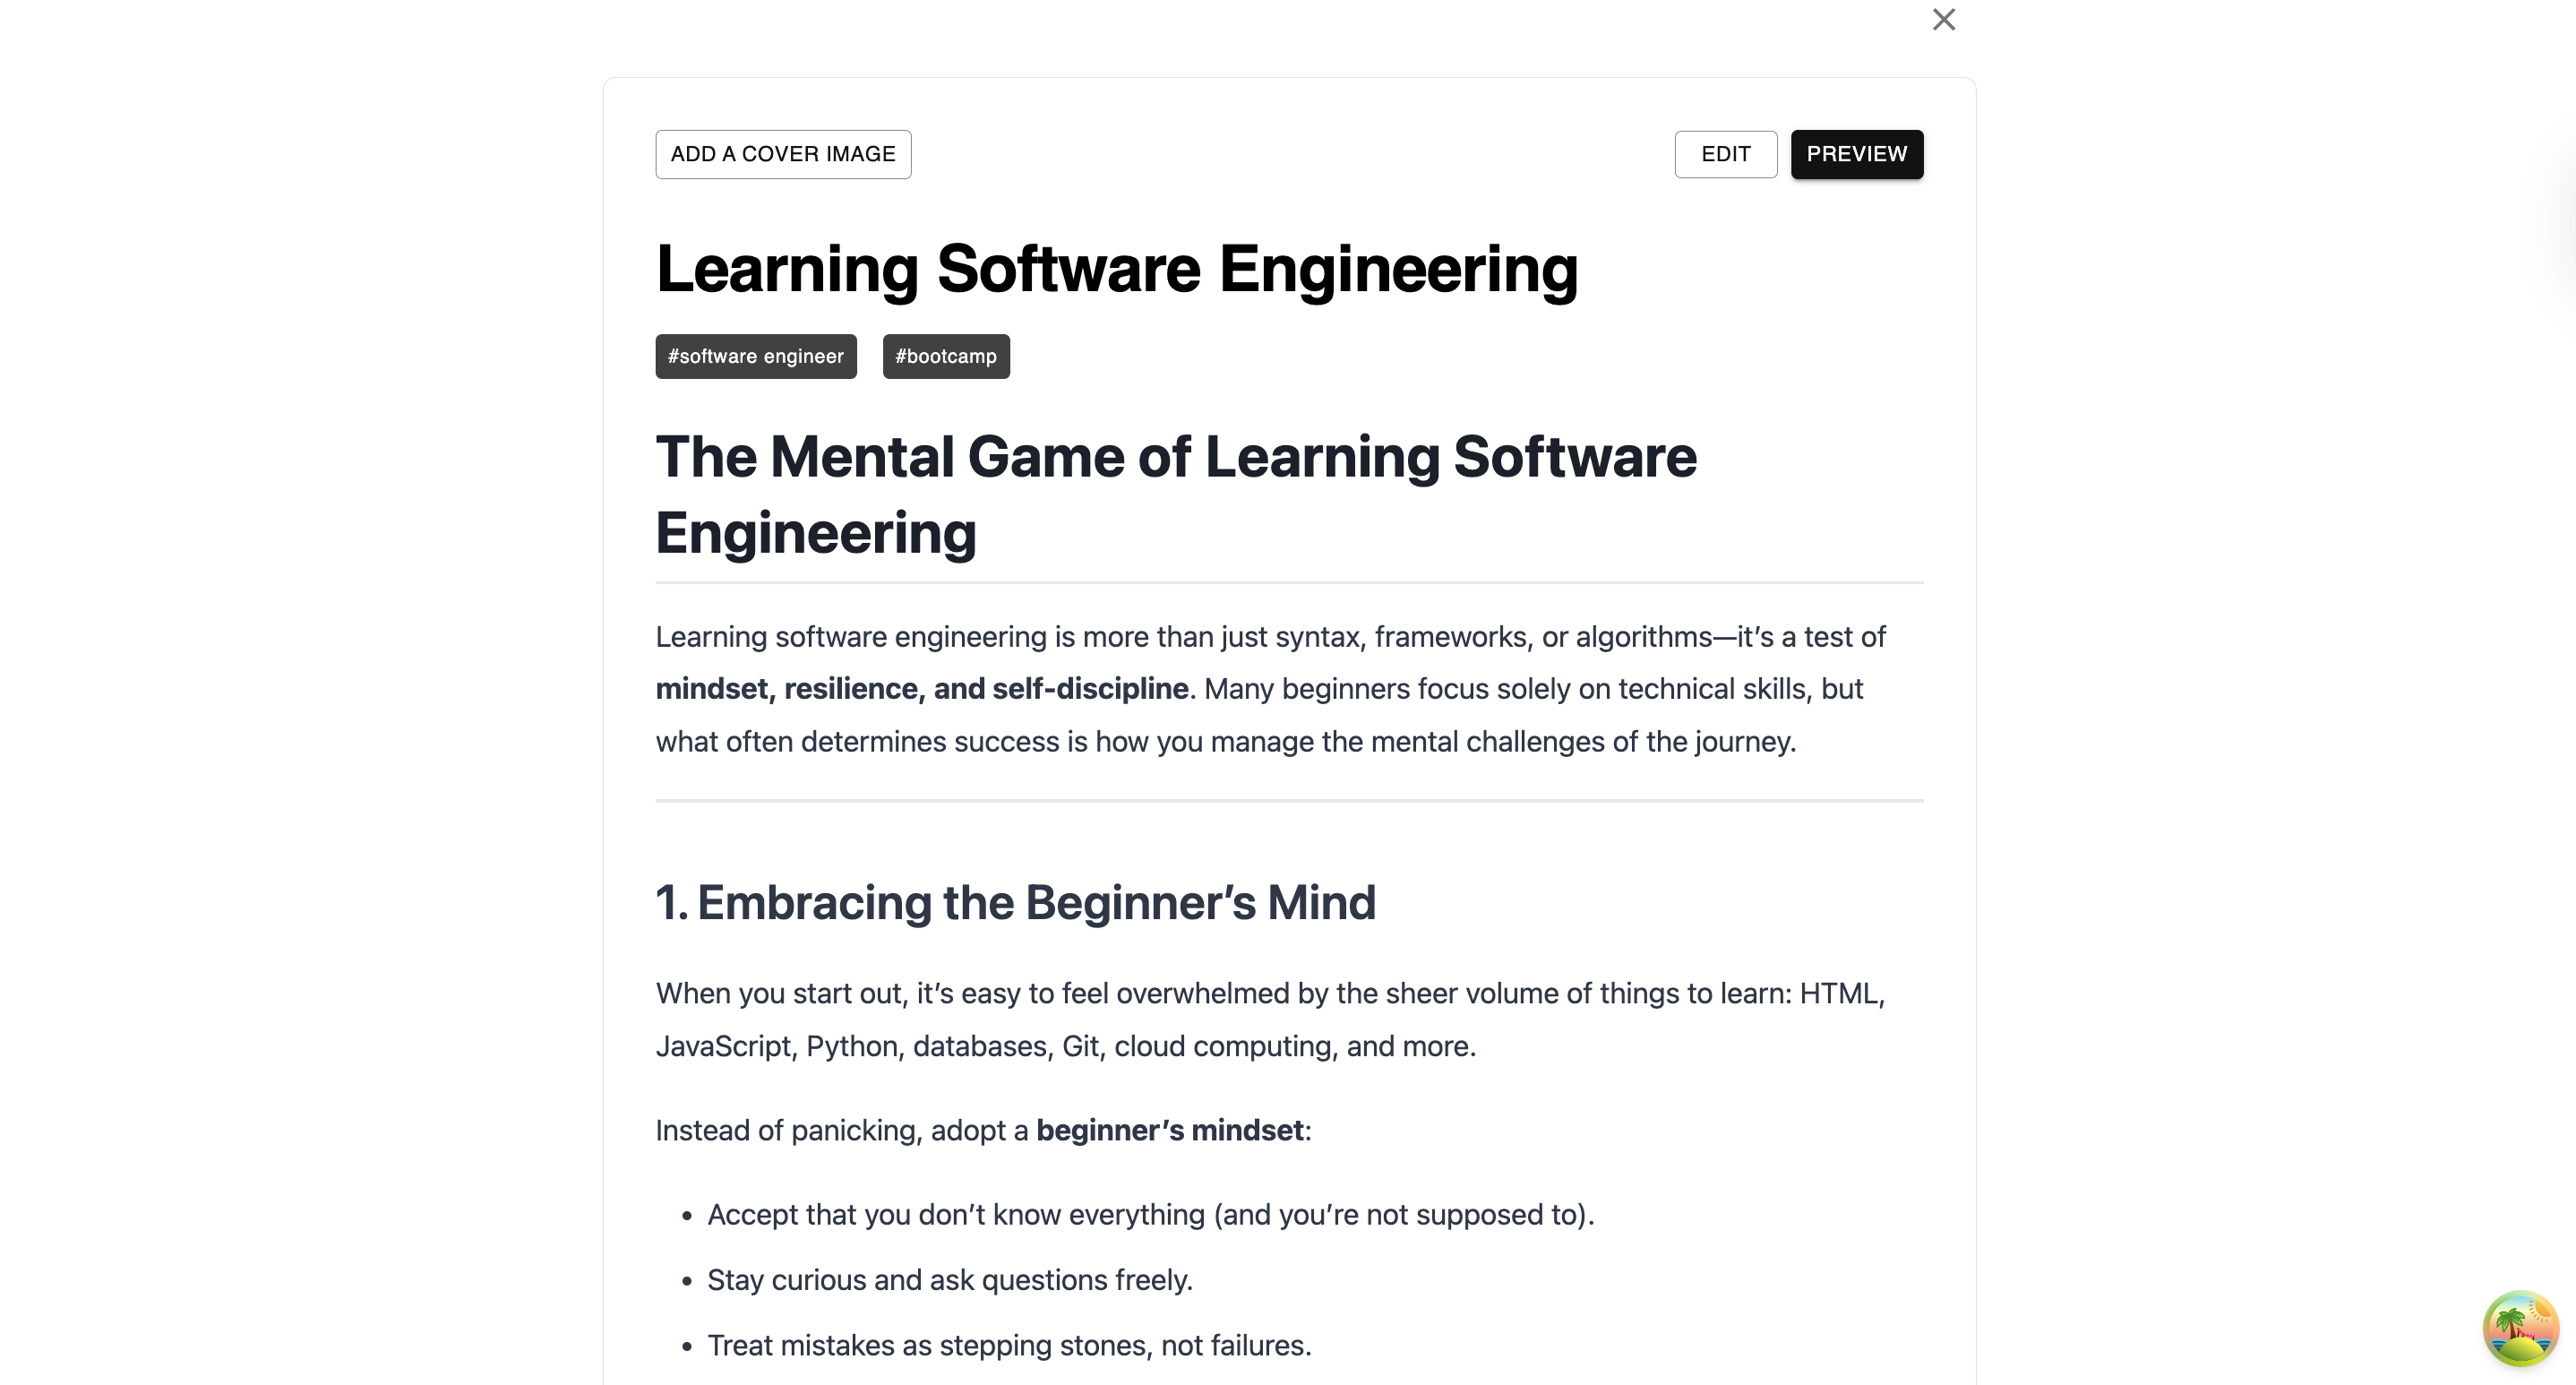 ADD A COVER IMAGE
EDIT
PREVIEW
Learning Software Engineering
#software engineer
#bootcamp
The Mental Game of Learning Software
Engineering
Learning software engineering is more than just syntax, frameworks, or algorithms—it’s a test of
mindset, resilience, and self-discipline. Many beginners focus solely on technical skills, but
what often determines success is how you manage the mental challenges of the journey.
1. Embracing the Beginner’s Mind
When you start out, it’s easy to feel overwhelmed by the sheer volume of things to learn: HTML,
JavaScript, Python, databases, Git, cloud computing, and more.
Instead of panicking, adopt a beginner’s mindset:
• Accept that you don’t know everything (and you’re not supposed to).
• Stay curious and ask questions freely.
• Treat mistakes as stepping stones, not failures.